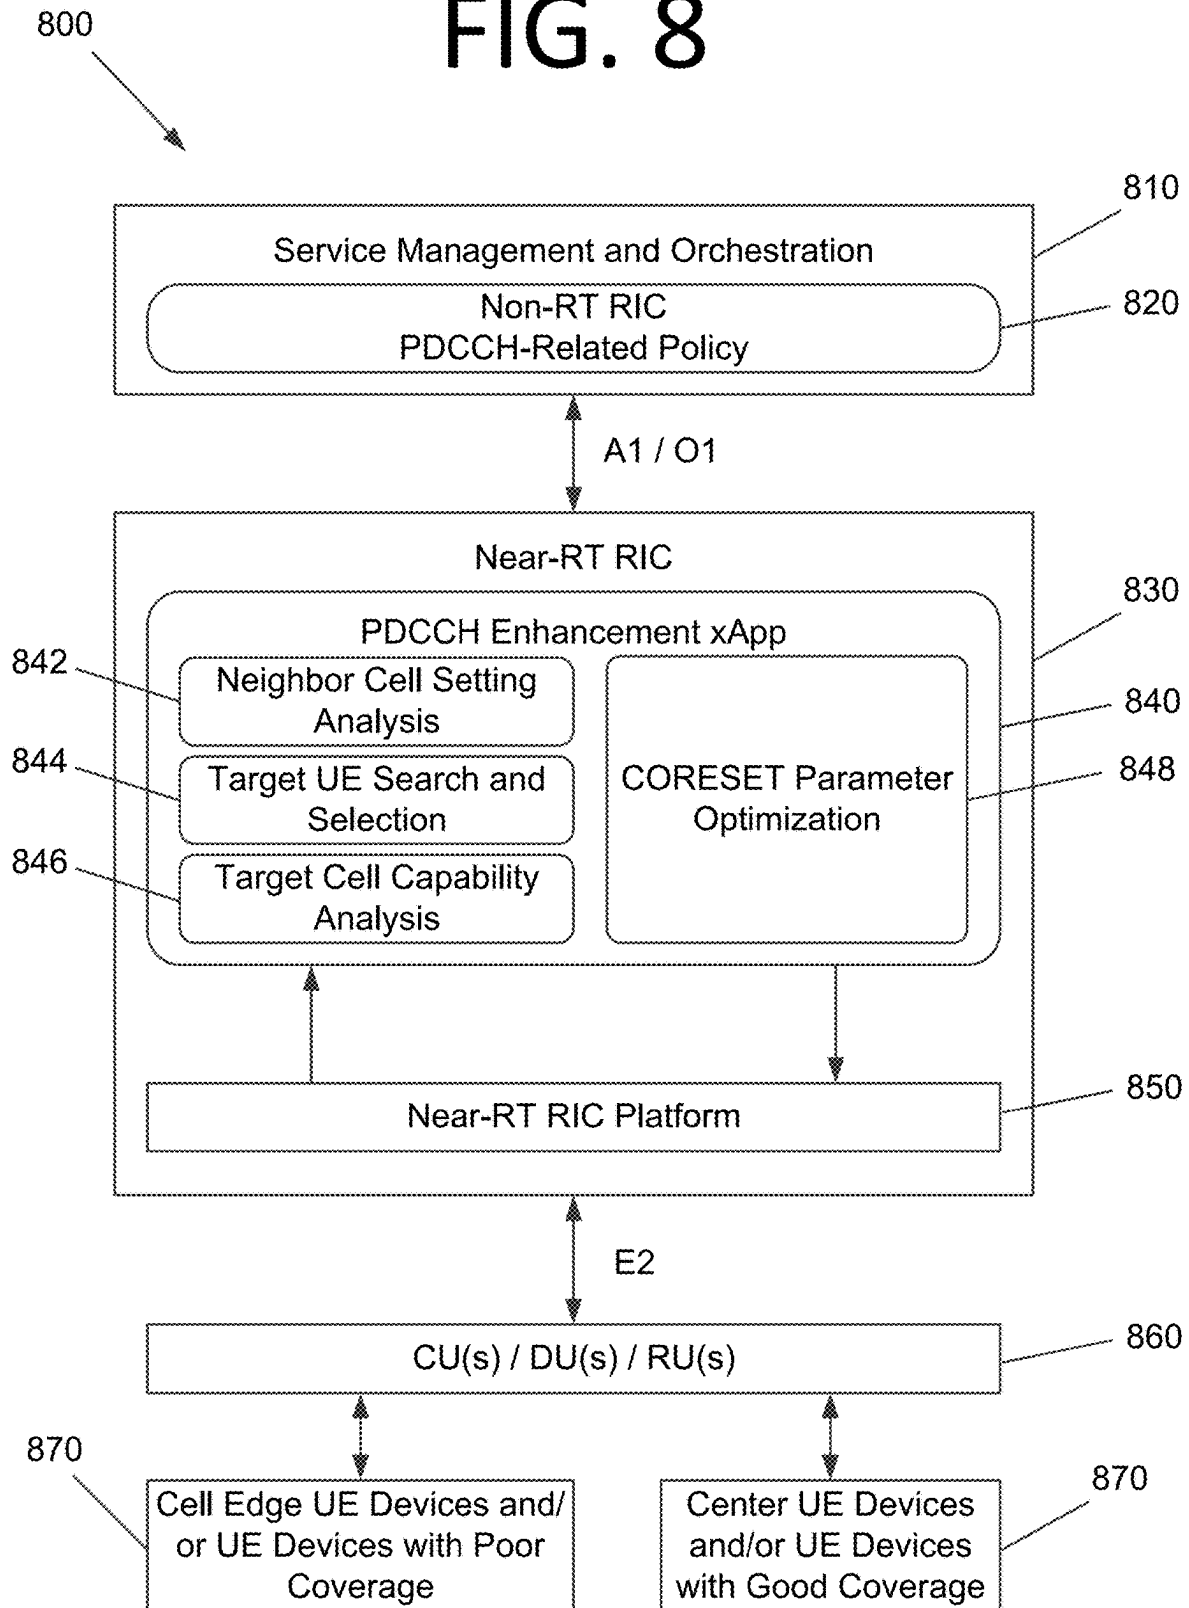 FIG. 8
800
810
Service Management and Orchestration
820
Non-RT RIC
PDCCH-Related Policy
A1 / O1
Near-RT RIC
830
PDCCH Enhancement xApp
842
Neighbor Cell Setting
Analysis
840
844
Target UE Search and
Selection
848
CORESET Parameter
Optimization
846
Target Cell Capability
Analysis
850
Near-RT RIC Platform
E2
860
CU(s) / DU(s) / RU(s)
870
Cell Edge UE Devices and/
or UE Devices with Poor
Coverage
870
Center UE Devices
and/or UE Devices
with Good Coverage